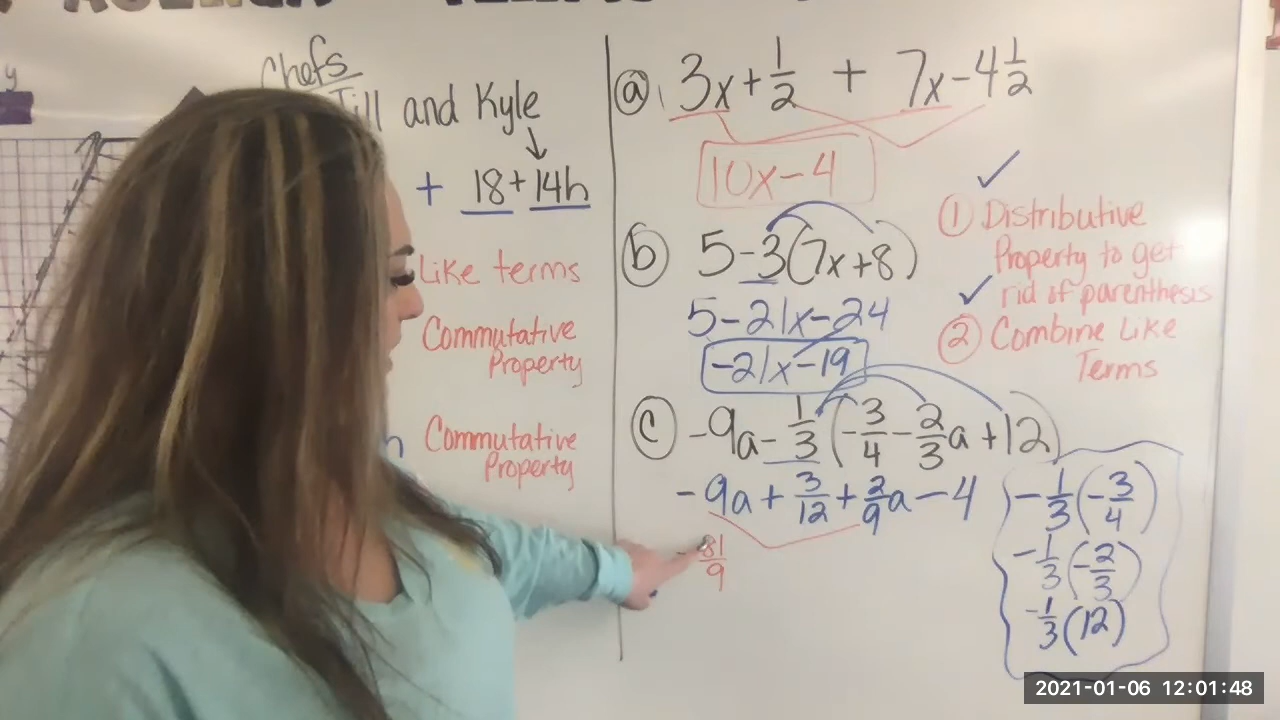 Chefs
Jill and Kyle
+ 18 + 14h
Like terms
Commutative
Property
Commutative
Property
a) 3x + 1/2 + 7x - 4 1/2
10x - 4
b) 5 - 3(7x + 8)
5 - 21x - 24
-21x - 19
① Distributive
Property to get
rid of parenthesis
② Combine Like
Terms
c) -9a - 1/3(-3/4 - 2/3a + 12)
-9a + 3/12 + 2/9a - 4
-81/9
-1/3(-3/4)
-1/3(-2/3)
-1/3(12)
2021-01-06 12:01:48